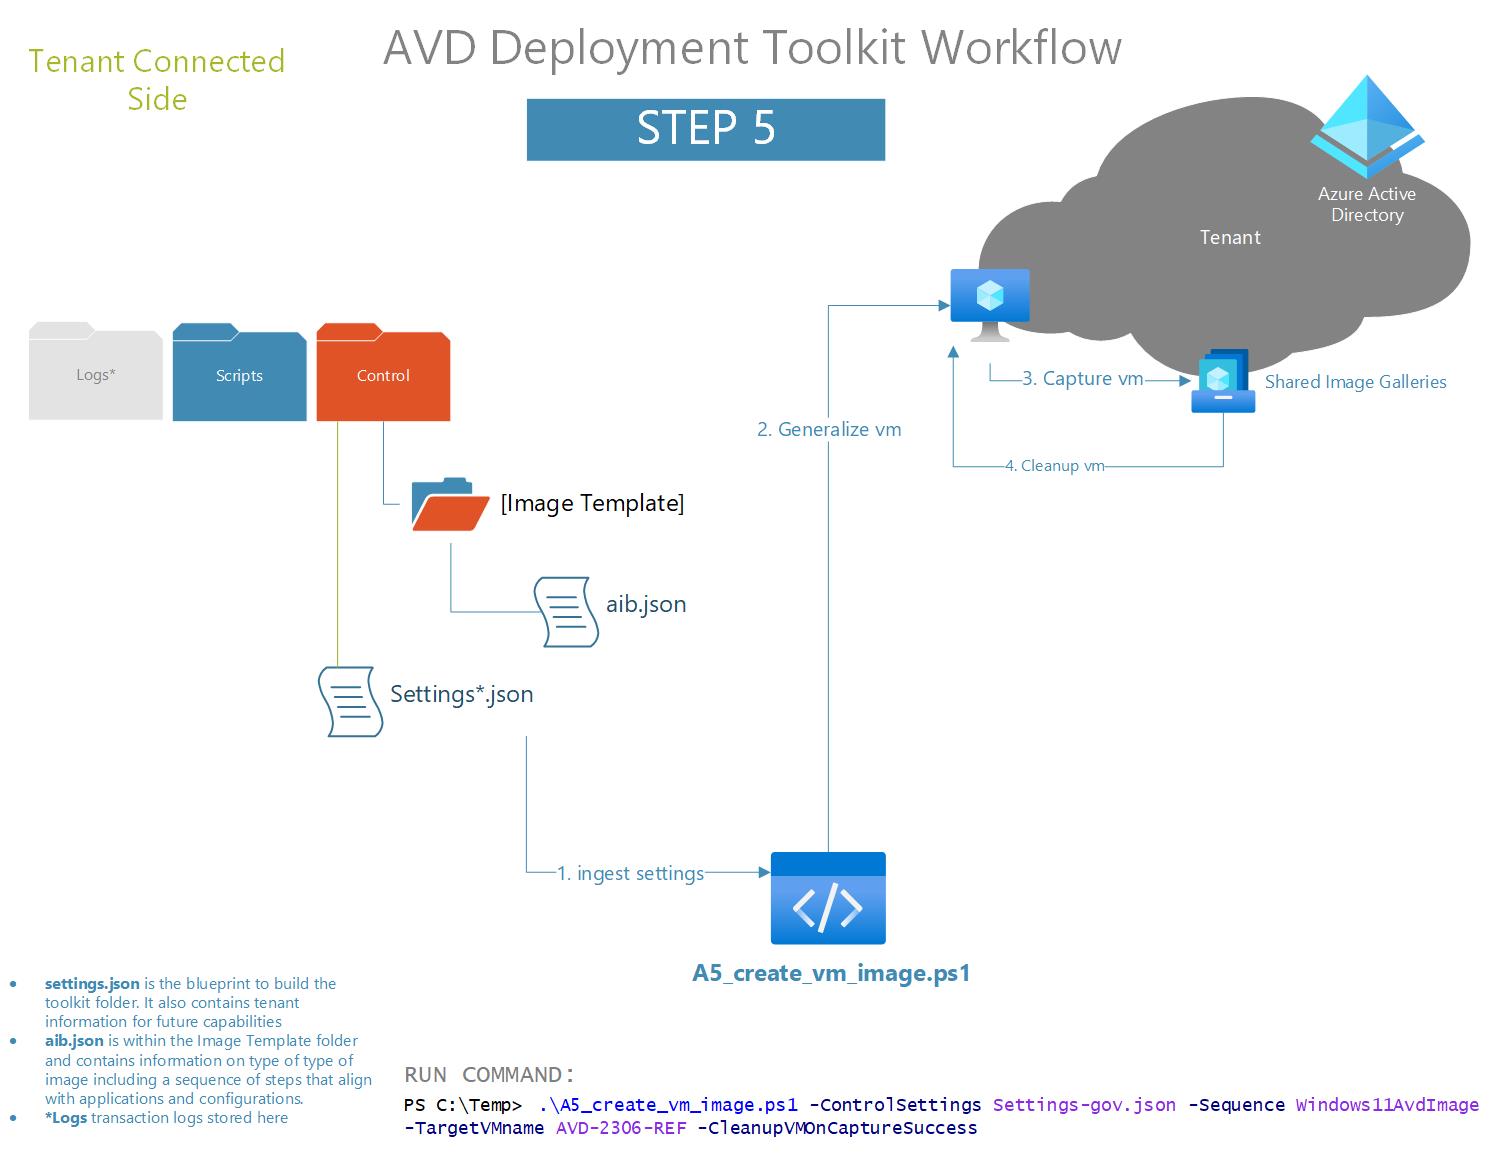 Tenant Connected
Side
AVD Deployment Toolkit Workflow
STEP 5
Azure Active
Directory
Tenant
Logs*
Scripts
Control
3. Capture vm
Shared Image Galleries
2. Generalize vm
4. Cleanup vm
[Image Template]
aib.json
Settings*.json
1. ingest settings
</>
A5_create_vm_image.ps1
• settings.json is the blueprint to build the
toolkit folder. It also contains tenant
information for future capabilities
• aib.json is within the Image Template folder
and contains information on type of type of
image including a sequence of steps that align
with applications and configurations.
• *Logs transaction logs stored here
RUN COMMAND:
PS C:\Temp> .\A5_create_vm_image.ps1 -ControlSettings Settings-gov.json -Sequence Windows11AvdImage
-TargetVMname AVD-2306-REF -CleanupVMOnCaptureSuccess